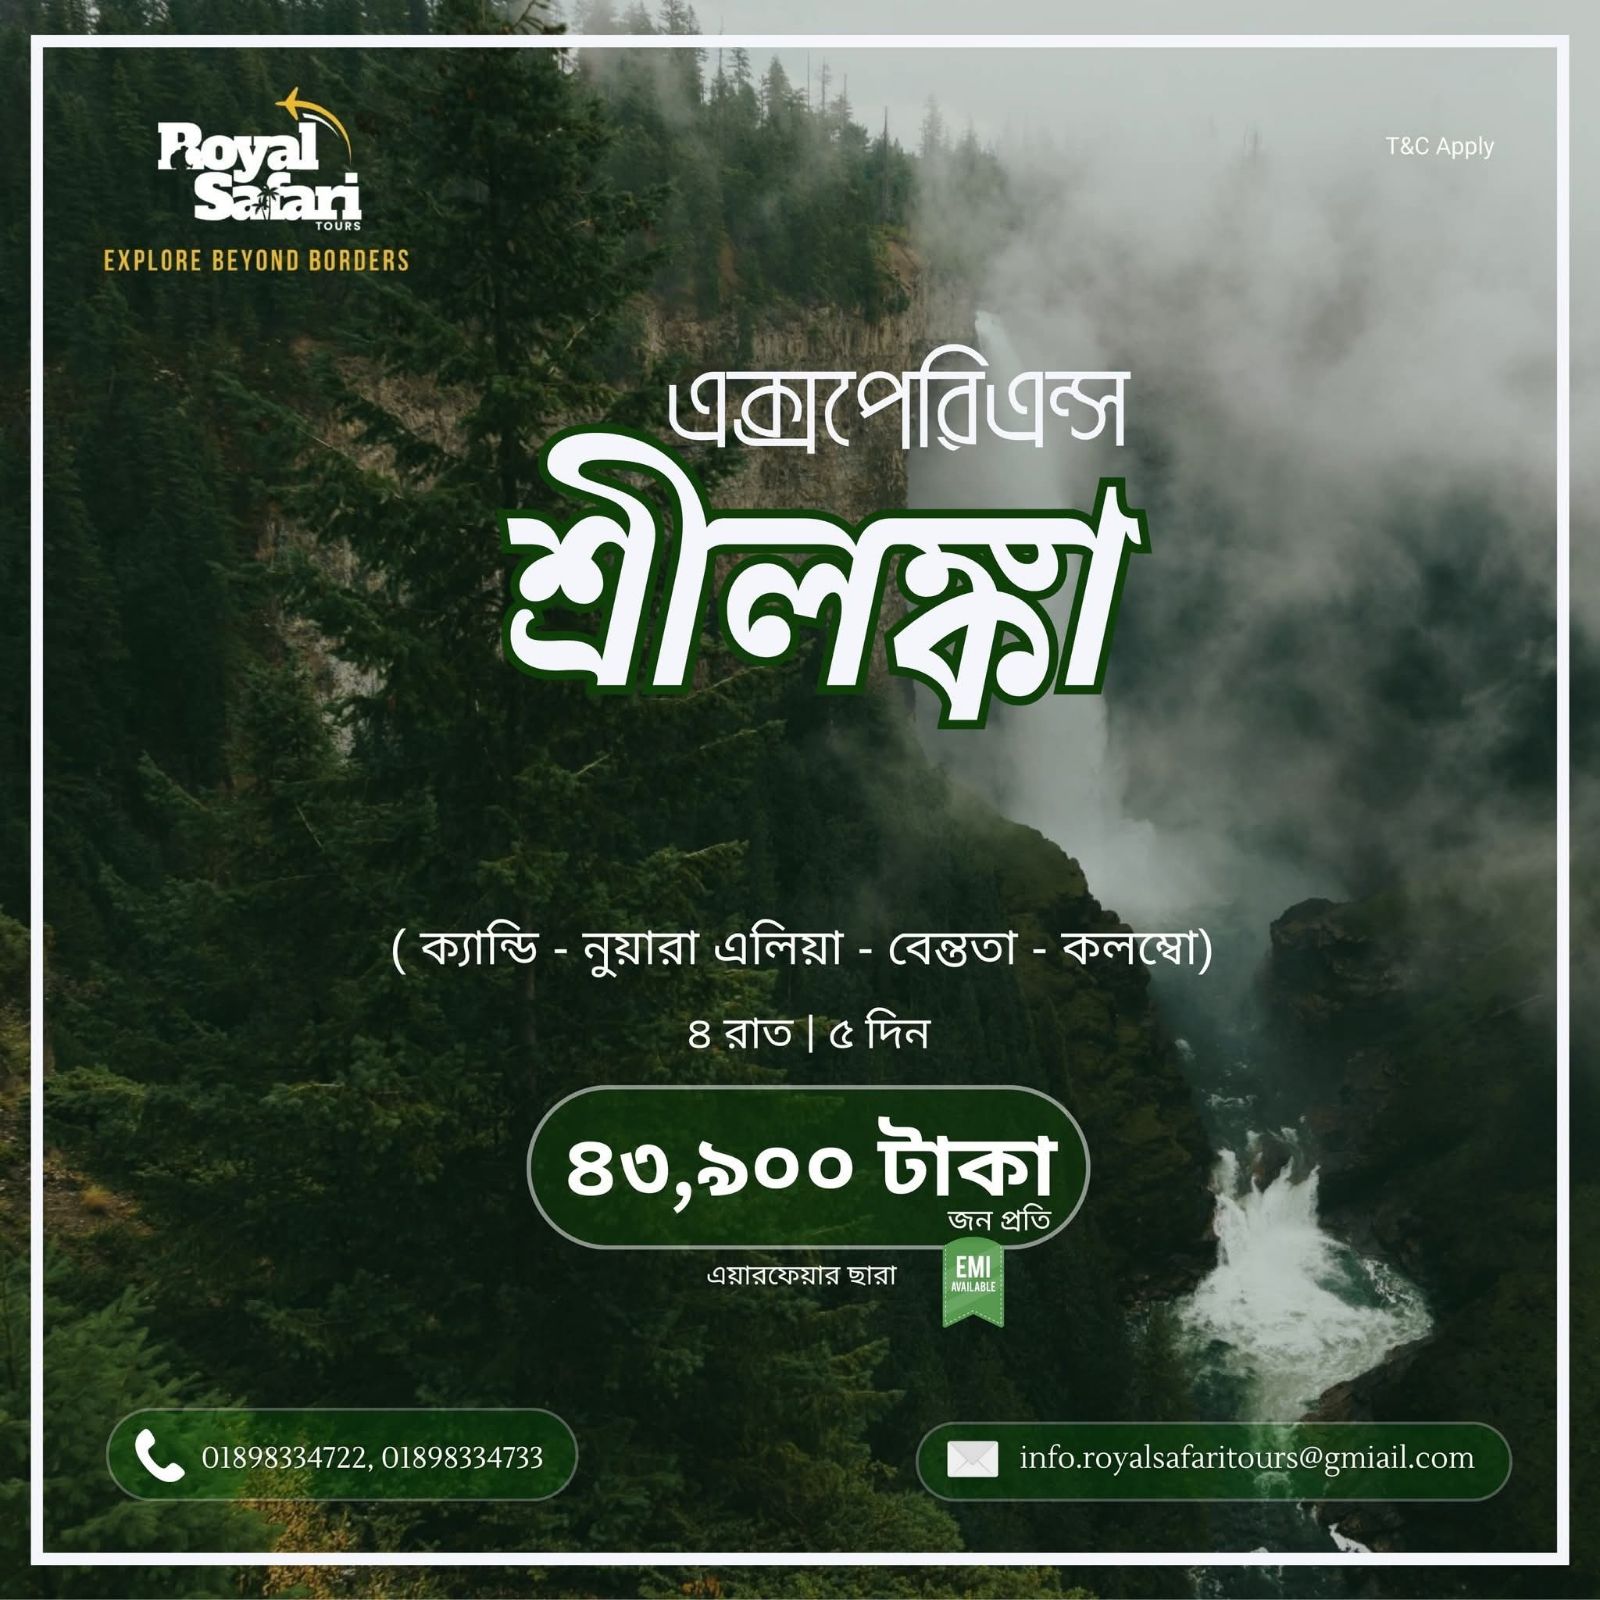 Royal
Safari
TOURS
EXPLORE BEYOND BORDERS
T&C Apply
এক্সপেরিএন্স
শ্রীলঙ্কা
( ক্যান্ডি - নুয়ারা এলিয়া - বেন্ততা - কলম্বো)
৪ রাত | ৫ দিন
৪৩,৯০০ টাকা
জন প্রতি
এয়ারফেয়ার ছারা
EMI
AVAILABLE
01898334722, 01898334733
info.royalsafaritours@gmiail.com